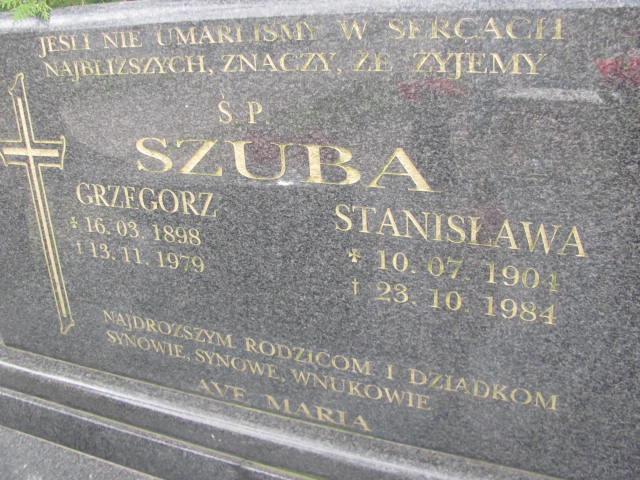 JEŚLI NIE UMARLIŚMY W SERCACH
NAJBLIŻSZYCH, ZNACZY, ŻE ŻYJEMY
Ś.P.
SZUBA
GRZEGORZ
* 16. 03. 1898
† 13. 11. 1979
STANISŁAWA
* 10. 07. 1904
† 23. 10. 1984
NAJDROŻSZYM RODZICOM I DZIADKOM
SYNOWIE, SYNOWE, WNUKOWIE
AVE MARIA